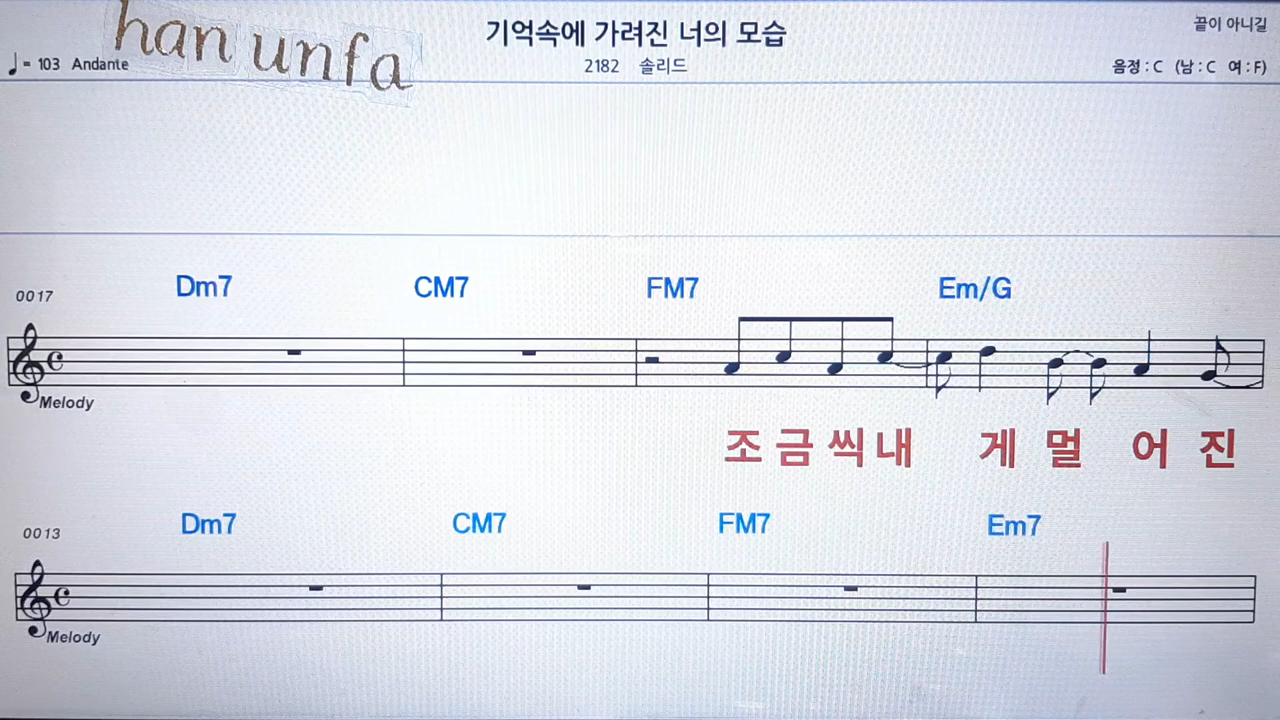 han unfa
기억속에 가려진 너의 모습
끝이 아니길
♩= 103 Andante
2182 솔리드
음정 : C (남 : C 여 : F)
0017 Dm7 CM7 FM7 Em/G
Melody
조 금 씩 내 게 멀 어 진
0013 Dm7 CM7 FM7 Em7
Melody